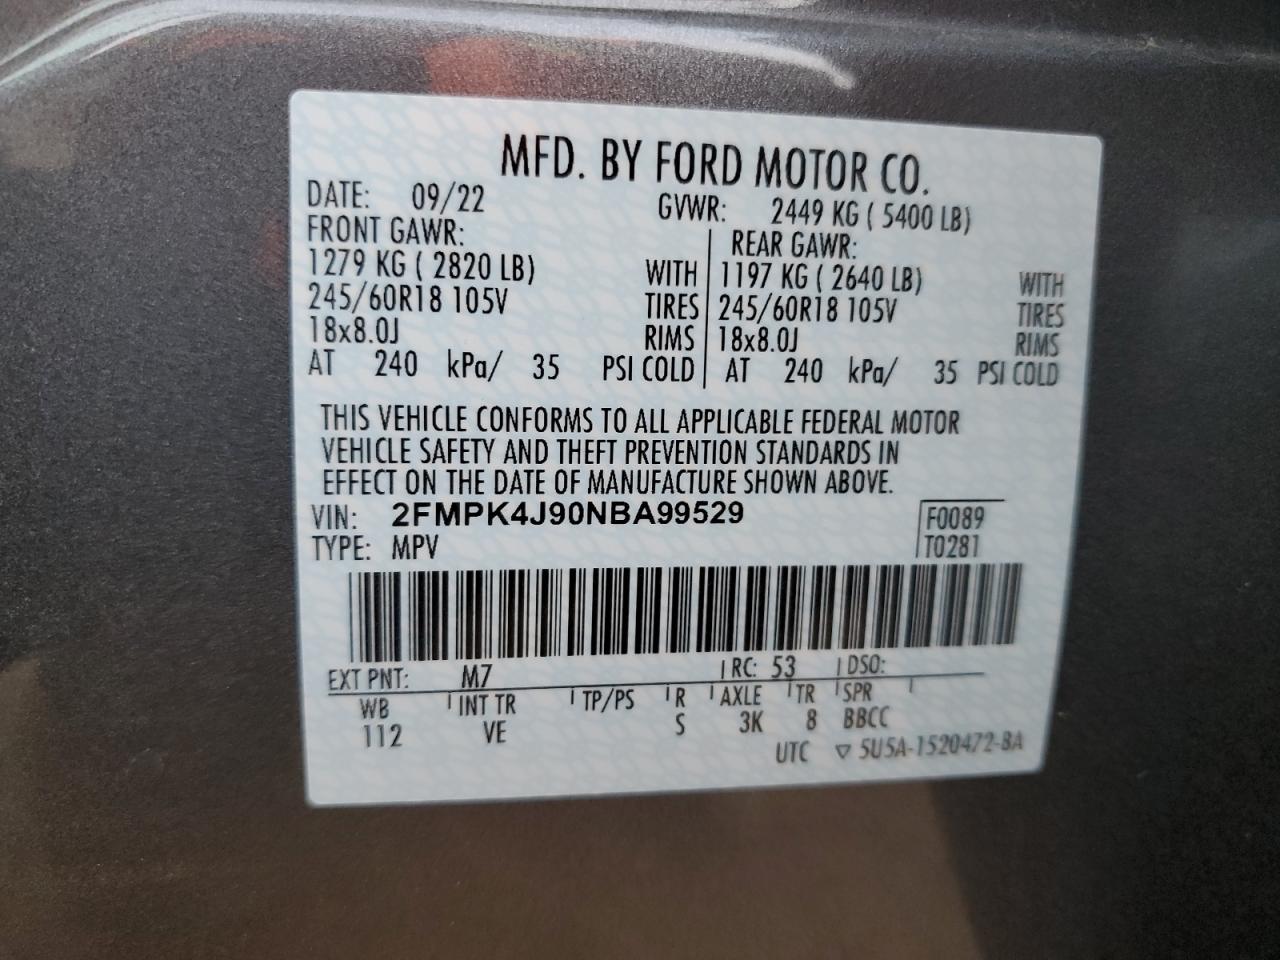 MFD. BY FORD MOTOR CO.
DATE: 09/22 GVWR: 2449 KG ( 5400 LB)
FRONT GAWR: REAR GAWR:
1279 KG ( 2820 LB) WITH 1197 KG ( 2640 LB) WITH
245/60R18 105V TIRES 245/60R18 105V TIRES
18x8.0J RIMS 18x8.0J RIMS
AT 240 kPa/ 35 PSI COLD AT 240 kPa/ 35 PSI COLD
THIS VEHICLE CONFORMS TO ALL APPLICABLE FEDERAL MOTOR
VEHICLE SAFETY AND THEFT PREVENTION STANDARDS IN
EFFECT ON THE DATE OF MANUFACTURE SHOWN ABOVE.
VIN: 2FMPK4J90NBA99529 F0089
TYPE: MPV T0281
EXT PNT: M7 RC: 53 DSO:
WB INT TR TP/PS R AXLE TR SPR
112 VE S 3K 8 BBCC
UTC ▽ 5U5A-1520472-BA